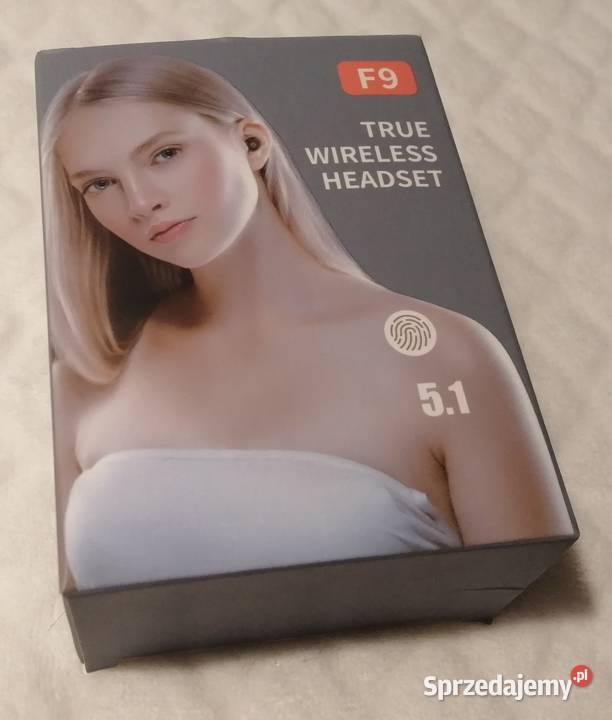 F9
TRUE
WIRELESS
HEADSET
5.1
Sprzedajemy.pl